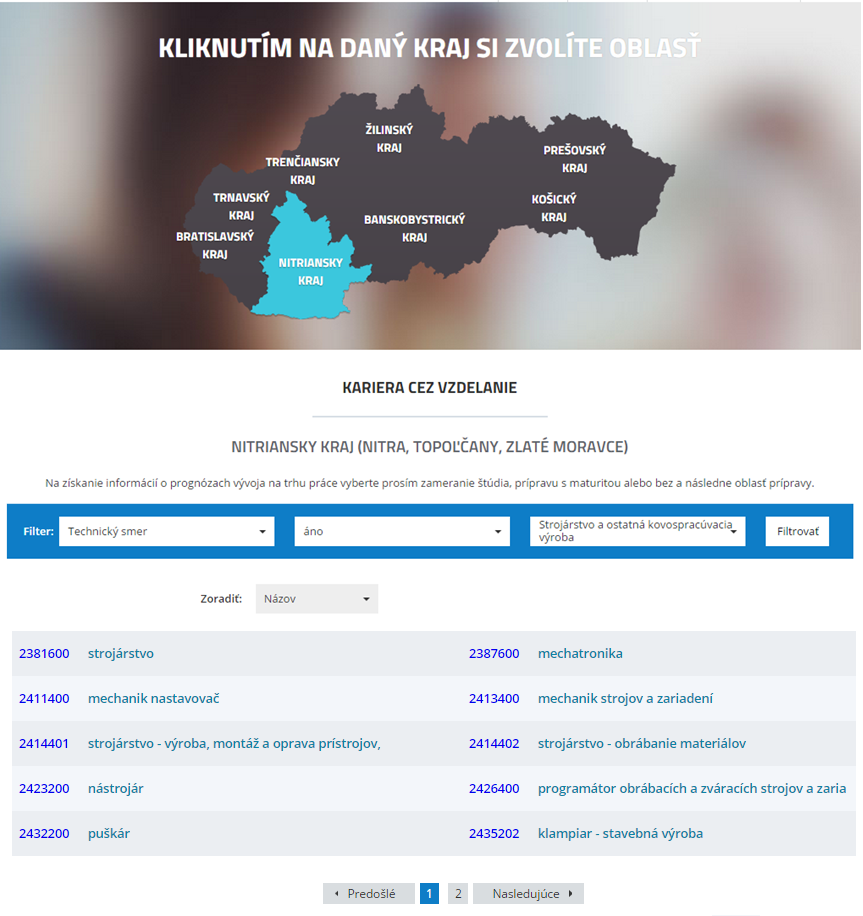 KLIKNUTÍM NA DANÝ KRAJ SI ZVOLÍTE OBLASŤ
ŽILINSKÝ
KRAJ
PREŠOVSKÝ
KRAJ
TRENČIANSKY
KRAJ
TRNAVSKÝ
KRAJ
KOŠICKÝ
KRAJ
BANSKOBYSTRICKÝ
KRAJ
BRATISLAVSKÝ
KRAJ
NITRIANSKY
KRAJ
KARIERA CEZ VZDELANIE
NITRIANSKY KRAJ (NITRA, TOPOĽČANY, ZLATÉ MORAVCE)
Na získanie informácií o prognózach vývoja na trhu práce vyberte prosím zameranie štúdia, prípravu s maturitou alebo bez a následne oblasť prípravy.
Filter: Technický smer áno Strojárstvo a ostatná kovospracúvacia
výroba Filtrovať
Zoradiť: Názov
2381600 strojárstvo 2387600 mechatronika
2411400 mechanik nastavovač 2413400 mechanik strojov a zariadení
2414401 strojárstvo - výroba, montáž a oprava prístrojov, 2414402 strojárstvo - obrábanie materiálov
2423200 nástrojár 2426400 programátor obrábacích a zváracích strojov a zaria
2432200 puškár 2435202 klampiar - stavebná výroba
Predošlé 1 2 Nasledujúce